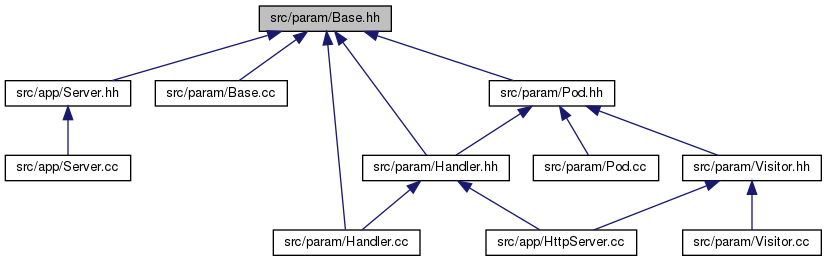 src/param/Base.hh
src/app/Server.hh
src/param/Base.cc
src/param/Pod.hh
src/app/Server.cc
src/param/Handler.hh
src/param/Pod.cc
src/param/Visitor.hh
src/param/Handler.cc
src/app/HttpServer.cc
src/param/Visitor.cc